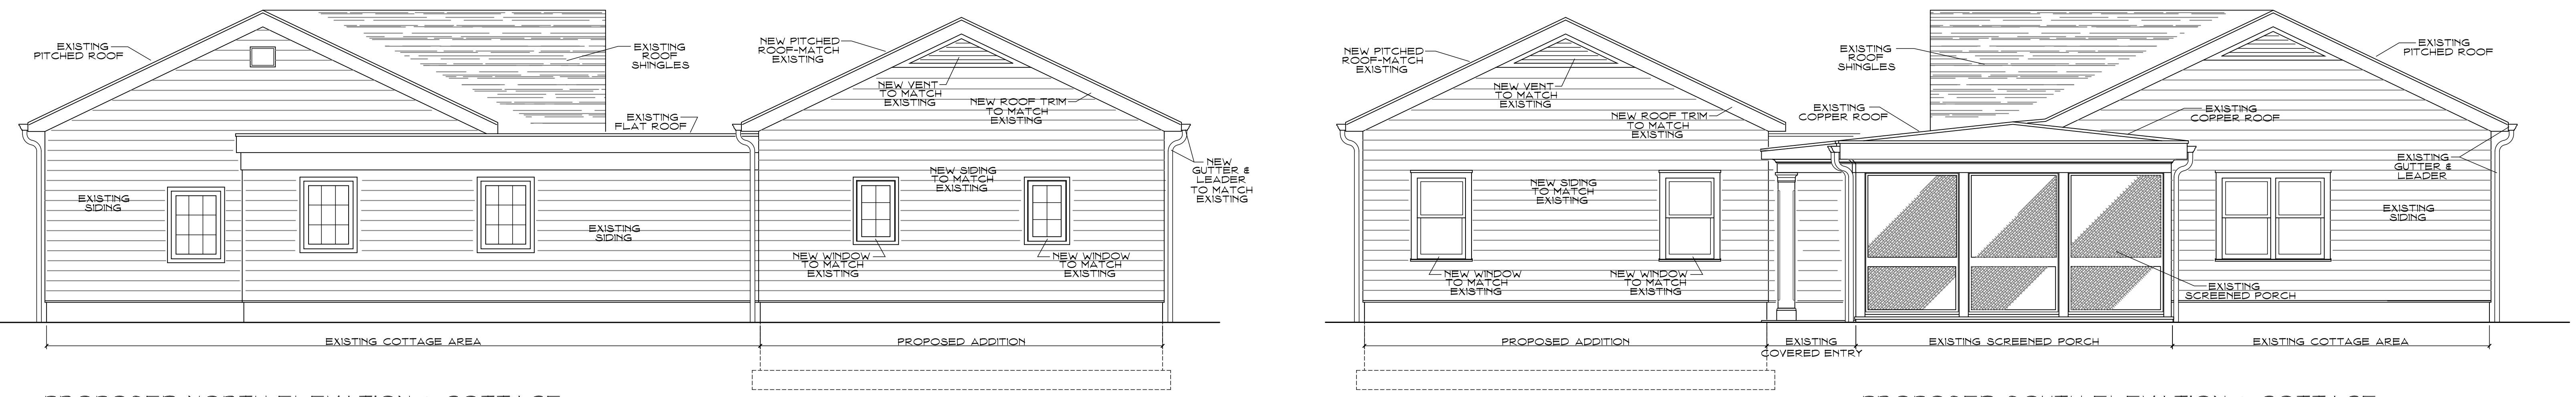 EXISTING
PITCHED ROOF
EXISTING
ROOF
SHINGLES
EXISTING
FLAT ROOF
NEW PITCHED
ROOF-MATCH
EXISTING
NEW VENT
TO MATCH
EXISTING
NEW ROOF TRIM
TO MATCH
EXISTING
NEW
GUTTER &
LEADER
TO MATCH
EXISTING
NEW SIDING
TO MATCH
EXISTING
EXISTING
SIDING
EXISTING
SIDING
NEW WINDOW
TO MATCH
EXISTING
NEW WINDOW
TO MATCH
EXISTING
EXISTING COTTAGE AREA
PROPOSED ADDITION
NEW PITCHED
ROOF-MATCH
EXISTING
NEW VENT
TO MATCH
EXISTING
NEW ROOF TRIM
TO MATCH
EXISTING
EXISTING
ROOF
SHINGLES
EXISTING
COPPER ROOF
EXISTING
COPPER ROOF
EXISTING
PITCHED ROOF
EXISTING
GUTTER &
LEADER
NEW SIDING
TO MATCH
EXISTING
EXISTING
SIDING
NEW WINDOW
TO MATCH
EXISTING
NEW WINDOW
TO MATCH
EXISTING
EXISTING
SCREENED PORCH
PROPOSED ADDITION
EXISTING
COVERED ENTRY
EXISTING SCREENED PORCH
EXISTING COTTAGE AREA